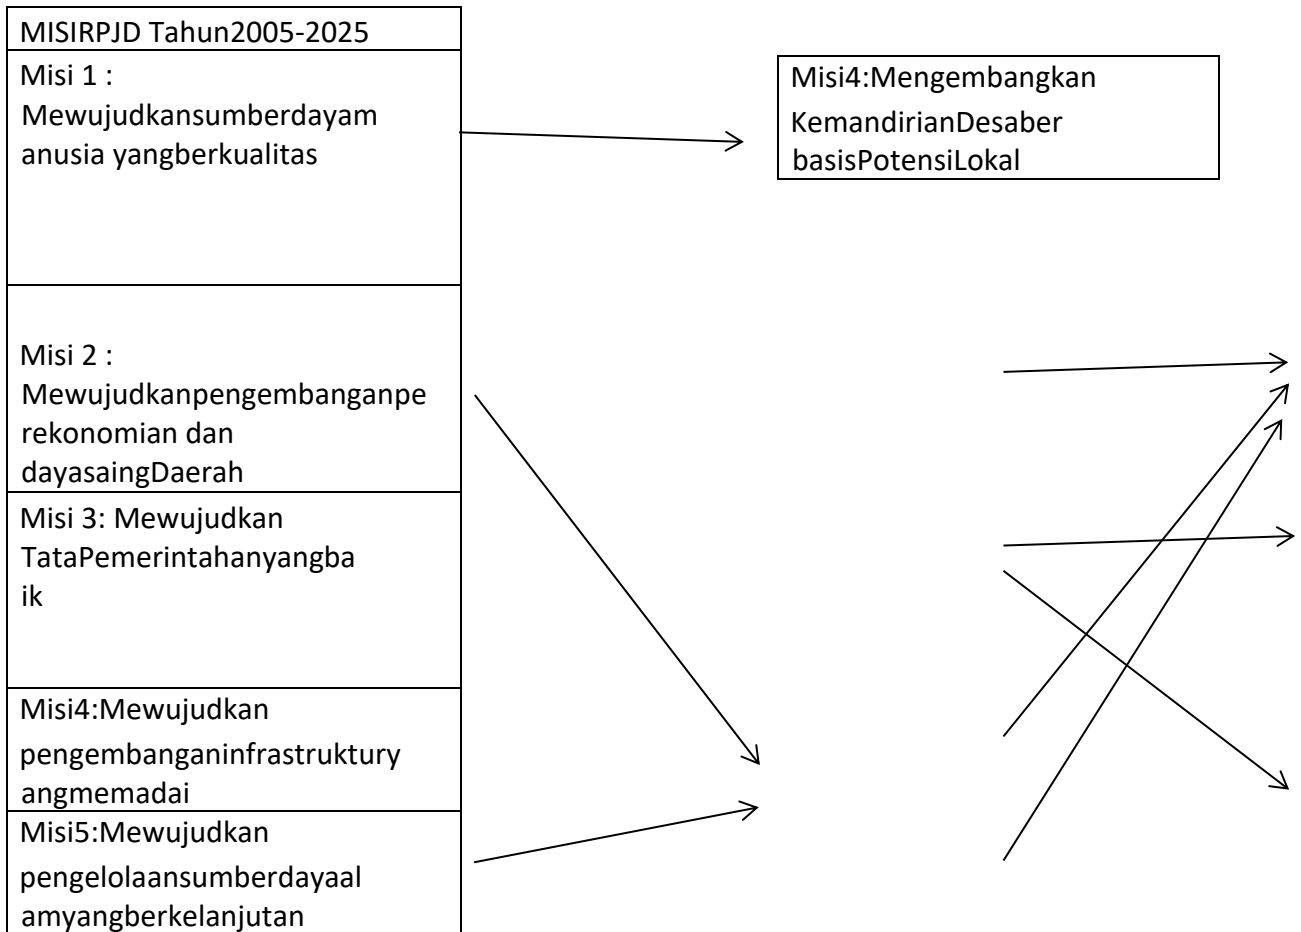 MISIRPJD Tahun2005-2025
Misi 1 :
Mewujudkansumberdayam
anusia yangberkualitas
Misi 2 :
Mewujudkanpengembanganpe
rekonomian dan
dayasaingDaerah
Misi 3: Mewujudkan
TataPemerintahanyangba
ik
Misi4:Mewujudkan
pengembaganinfrastruktury
angmemadai
Misi5:Mewujudkan
pengelolaansumberdayaal
amyangberkelanjutan
Misi4:Mengembangkan
KemandirianDesaber
basisPotensiLokal